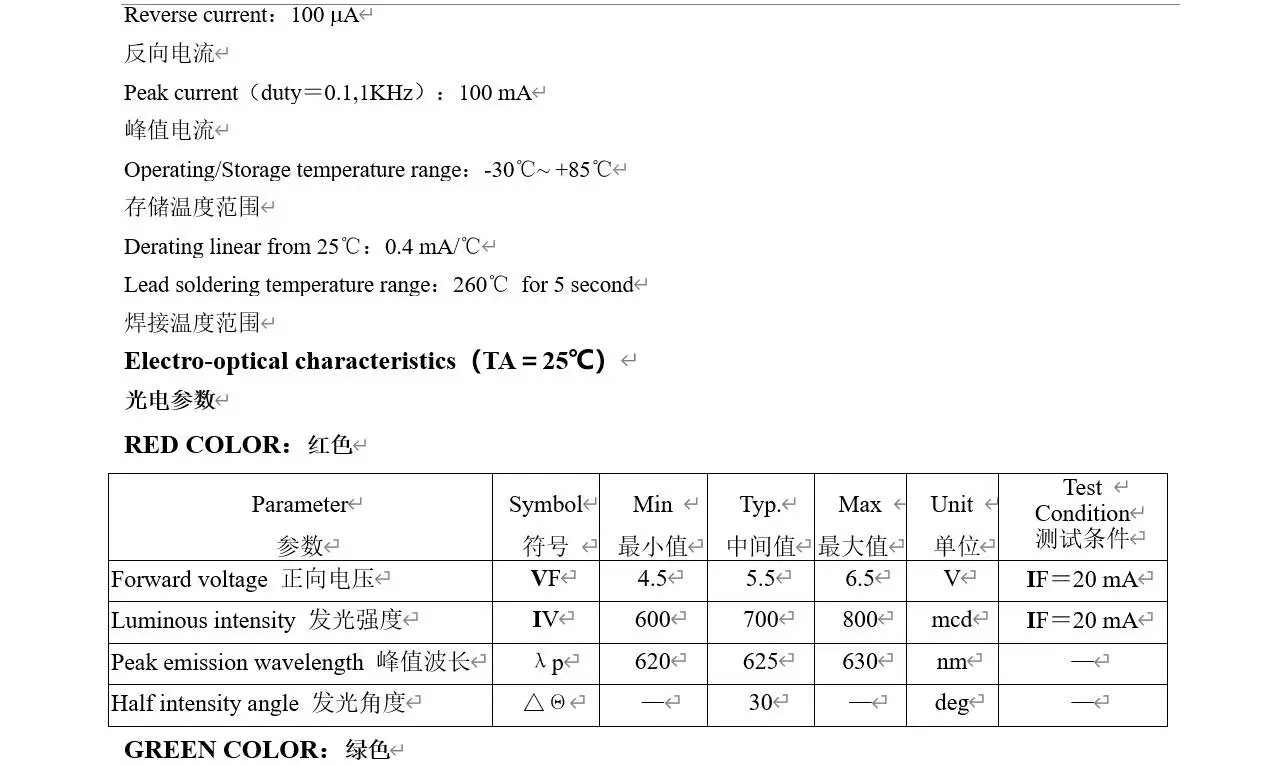 Reverse current：100 μA
反向电流
Peak current（duty＝0.1,1KHz）：100 mA
峰值电流
Operating/Storage temperature range：-30℃~ +85℃
存储温度范围
Derating linear from 25℃：0.4 mA/℃
Lead soldering temperature range：260℃ for 5 second
焊接温度范围
Electro-optical characteristics（TA＝25℃）
光电参数
RED COLOR：红色
Parameter Symbol Min Typ. Max Unit Test Condition
参数 符号 最小值 中间值 最大值 单位 测试条件
Forward voltage 正向电压 VF 4.5 5.5 6.5 V IF＝20 mA
Luminous intensity 发光强度 IV 600 700 800 mcd IF＝20 mA
Peak emission wavelength 峰值波长 λp 620 625 630 nm —
Half intensity angle 发光角度 △Θ — 30 — deg —
GREEN COLOR：绿色